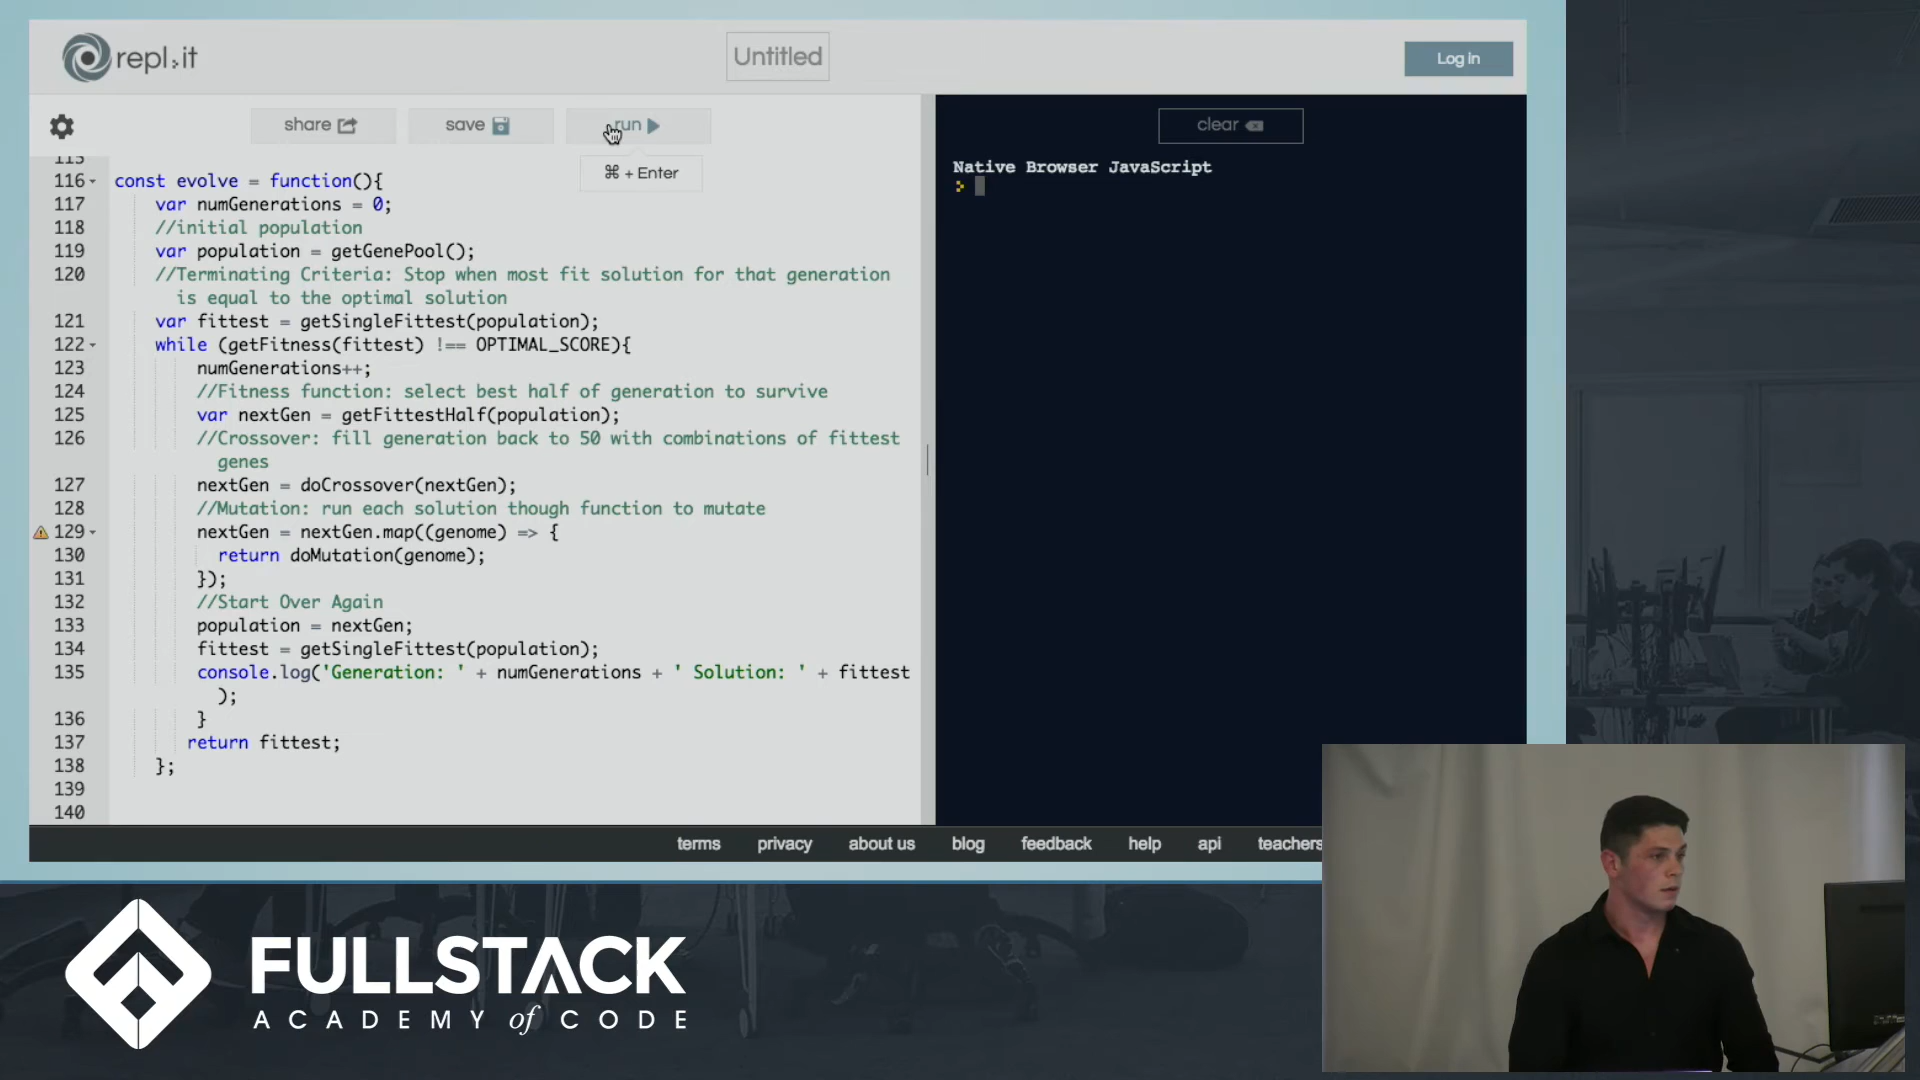 repl.it
Untitled
Log in
share
save
run
clear
⌘ + Enter
Native Browser JavaScript
115
116 const evolve = function(){
117 var numGenerations = 0;
118 //initial population
119 var population = getGenePool();
120 //Terminating Criteria: Stop when most fit solution for that generation
is equal to the optimal solution
121 var fittest = getSingleFittest(population);
122 while (getFitness(fittest) !== OPTIMAL_SCORE){
123 numGenerations++;
124 //Fitness function: select best half of generation to survive
125 var nextGen = getFittestHalf(population);
126 //Crossover: fill generation back to 50 with combinations of fittest
genes
127 nextGen = doCrossover(nextGen);
128 //Mutation: run each solution though function to mutate
129 nextGen = nextGen.map((genome) => {
130 return doMutation(genome);
131 });
132 //Start Over Again
133 population = nextGen;
134 fittest = getSingleFittest(population);
135 console.log('Generation: ' + numGenerations + ' Solution: ' + fittest
);
136 }
137 return fittest;
138 };
139
140
terms privacy about us blog feedback help api teachers
FULLSTACK
ACADEMY of CODE